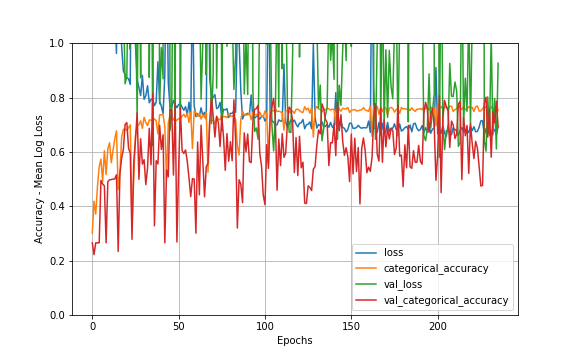 1.0
0.8
0.6
0.4
0.2
0.0
Accuracy - Mean Log Loss
0
50
100
150
200
Epochs
loss
categorical_accuracy
val_loss
val_categorical_accuracy